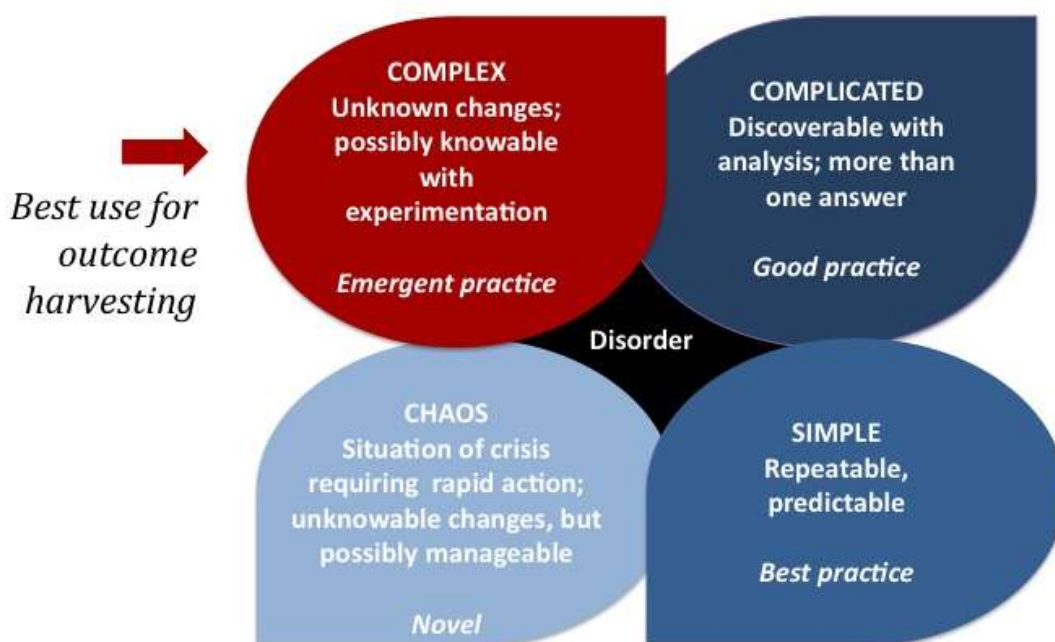 Best use for
outcome
harvesting
COMPLEX
Unknown changes;
possibly knowable
with
experimentation
Emergent practice
COMPLICATED
Discoverable with
analysis; more than
one answer
Good practice
Disorder
CHAOS
Situation of crisis
requiring rapid action;
unknowable changes, but
possibly manageable
Novel
SIMPLE
Repeatable,
predictable
Best practice